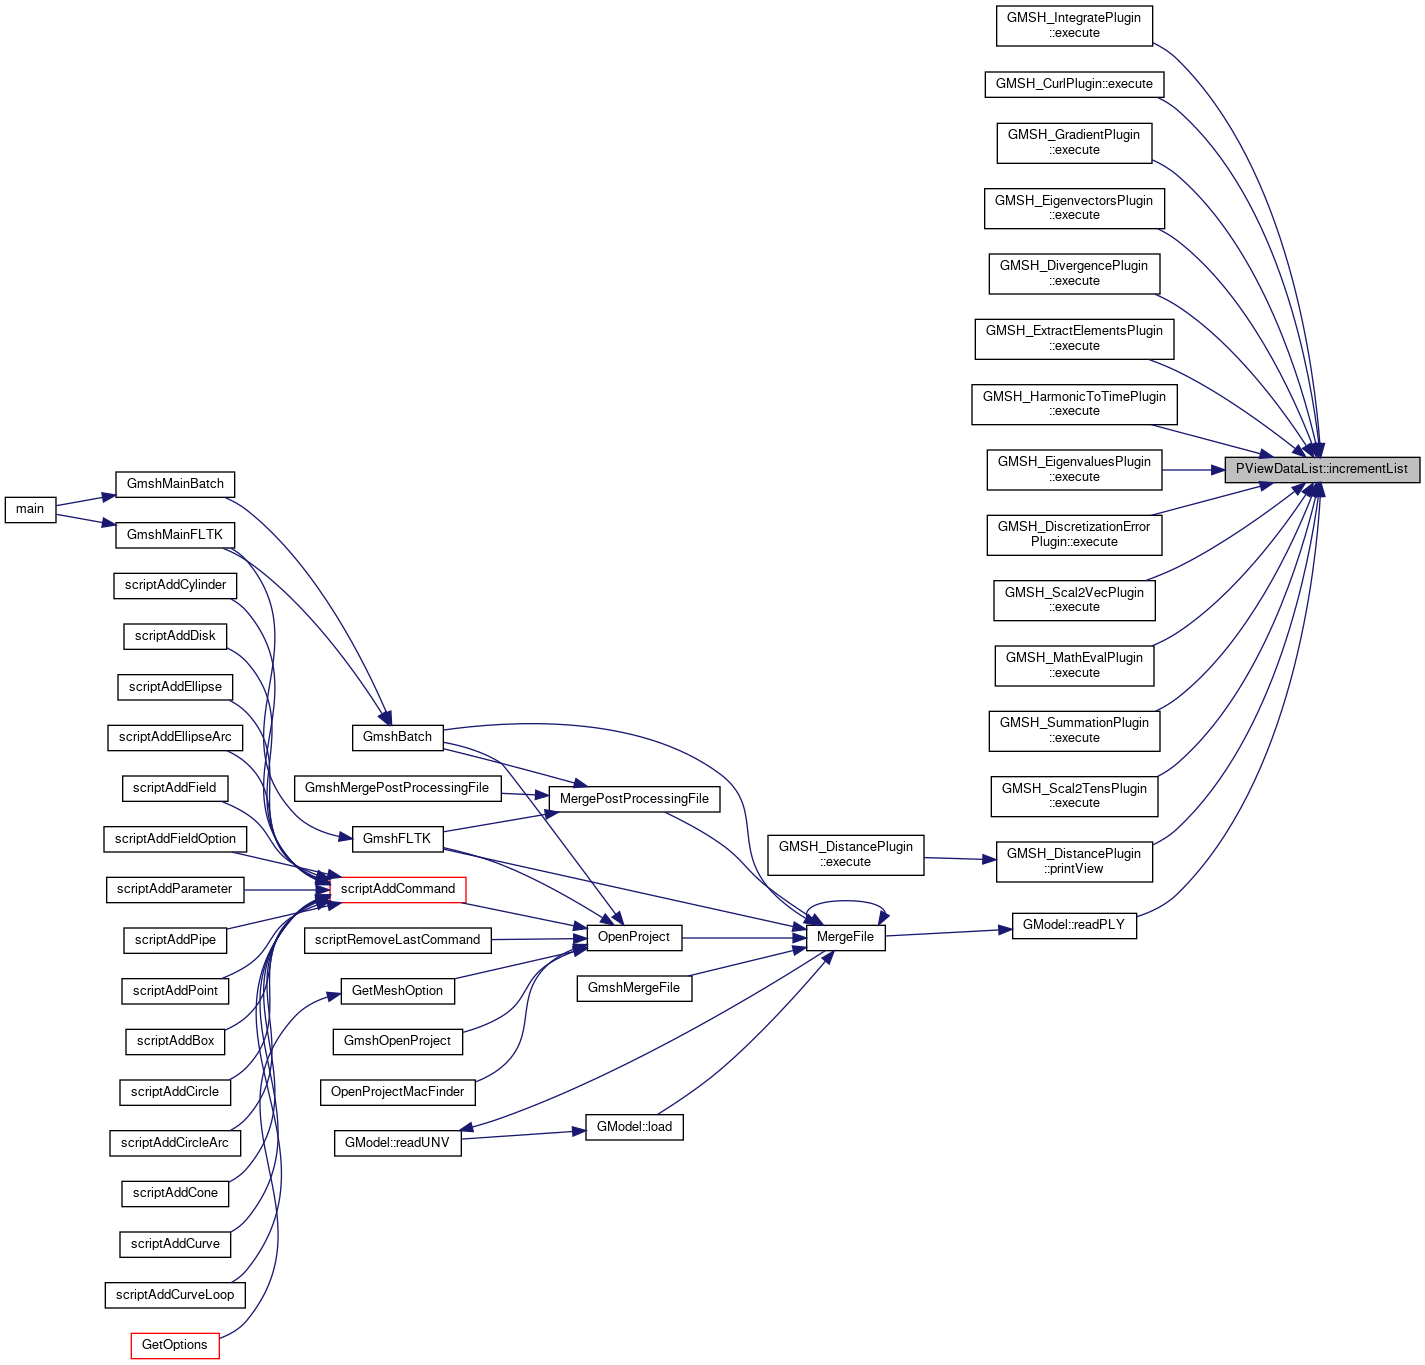 GMSH_IntegratePlugin
::execute
GMSH_CurlPlugin::execute
GMSH_GradientPlugin
::execute
GMSH_EigenvectorsPlugin
::execute
GMSH_DivergencePlugin
::execute
GMSH_ExtractElementsPlugin
::execute
GMSH_HarmonicToTimePlugin
::execute
GMSH_EigenvaluesPlugin
::execute
GMSH_DiscretizationError
Plugin::execute
GMSH_Scal2VecPlugin
::execute
GMSH_MathEvalPlugin
::execute
GMSH_SummationPlugin
::execute
GMSH_Scal2TensPlugin
::execute
GMSH_DistancePlugin
::printView
GModel::readPLY
PViewDataList::incrementList
GMSH_DistancePlugin
::execute
MergeFile
MergePostProcessingFile
OpenProject
GmshMergeFile
GModel::load
GmshBatch
GmshMergePostProcessingFile
GmshFLTK
scriptAddCommand
scriptRemoveLastCommand
GetMeshOption
GmshOpenProject
OpenProjectMacFinder
GModel::readUNV
GmshMainBatch
main
GmshMainFLTK
scriptAddCylinder
scriptAddDisk
scriptAddEllipse
scriptAddEllipseArc
scriptAddField
scriptAddFieldOption
scriptAddParameter
scriptAddPipe
scriptAddPoint
scriptAddBox
scriptAddCircle
scriptAddCircleArc
scriptAddCone
scriptAddCurve
scriptAddCurveLoop
GetOptions